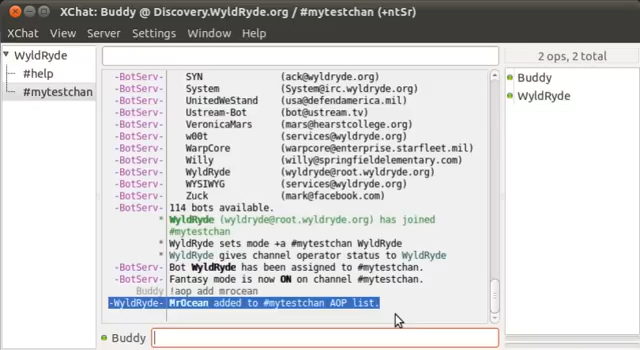 XChat: Buddy @ Discovery.WyldRyde.org / #mytestchan (+ntSr)
XChat View Server Settings Window Help
WyldRyde
#help
#mytestchan
2 ops, 2 total
Buddy
WyldRyde
-BotServ- SYN (ack@wyldryde.org)
-BotServ- System (System@irc.wyldryde.org)
-BotServ- UnitedWeStand (usa@defendamerica.mil)
-BotServ- Ustream-Bot (bot@ustream.tv)
-BotServ- VeronicaMars (mars@hearstcollege.org)
-BotServ- w00t (services@wyldryde.org)
-BotServ- WarpCore (warpcore@enterprise.starfleet.mil)
-BotServ- Willy (willy@springfieldelementary.com)
-BotServ- WyldRyde (wyldryde@root.wyldryde.org)
-BotServ- WYSIWYG (services@wyldryde.org)
-BotServ- Zuck (mark@facebook.com)
-BotServ- 114 bots available.
* WyldRyde (wyldryde@root.wyldryde.org) has joined
#mytestchan
* WyldRyde sets mode +a #mytestchan WyldRyde
* WyldRyde gives channel operator status to WyldRyde
-BotServ- Bot WyldRyde has been assigned to #mytestchan.
-BotServ- Fantasy mode is now ON on channel #mytestchan.
Buddy !aop add mrocean
-WyldRyde- MrOcean added to #mytestchan AOP list.
Buddy